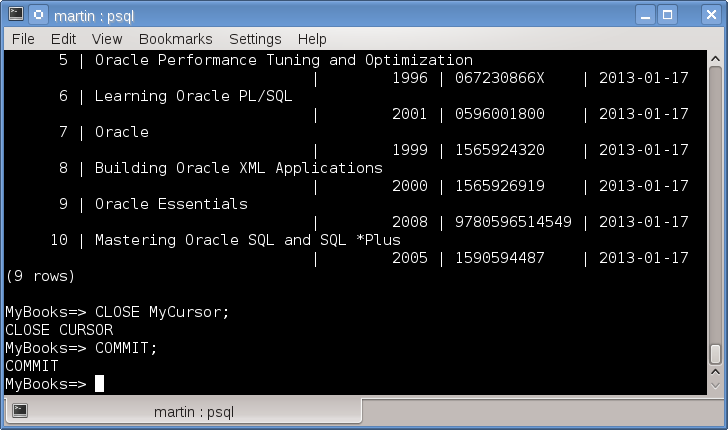 martin : psql
File Edit View Bookmarks Settings Help
5 | Oracle Performance Tuning and Optimization
| 1996 | 067230866X | 2013-01-17
6 | Learning Oracle PL/SQL
| 2001 | 0596001800 | 2013-01-17
7 | Oracle
| 1999 | 1565924320 | 2013-01-17
8 | Building Oracle XML Applications
| 2000 | 1565926919 | 2013-01-17
9 | Oracle Essentials
| 2008 | 9780596514549 | 2013-01-17
10 | Mastering Oracle SQL and SQL *Plus
| 2005 | 1590594487 | 2013-01-17
(9 rows)
MyBooks=> CLOSE MyCursor;
CLOSE CURSOR
MyBooks=> COMMIT;
COMMIT
MyBooks=>
martin : psql